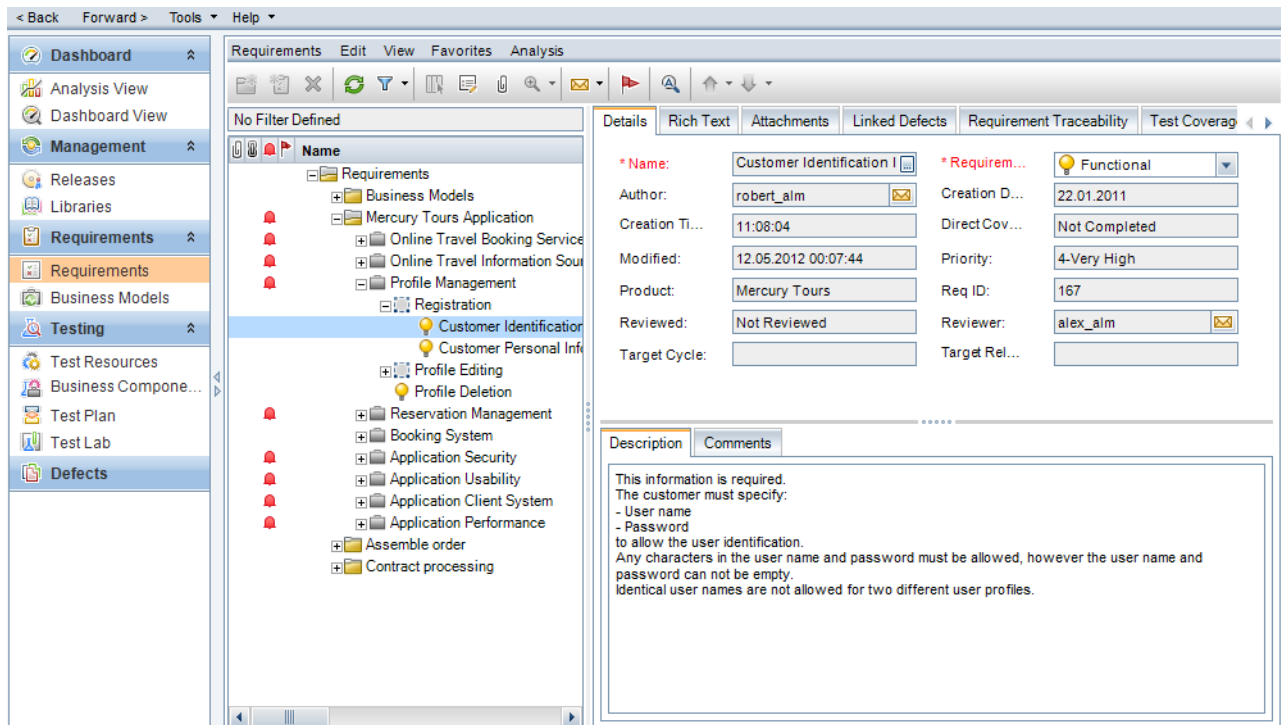 < Back Forward > Tools Help
Dashboard
Analysis View
Dashboard View
Management
Releases
Libraries
Requirements
Requirements
Business Models
Testing
Test Resources
Business Compone...
Test Plan
Test Lab
Defects
Requirements Edit View Favorites Analysis
No Filter Defined
Name
Requirements
Business Models
Mercury Tours Application
Online Travel Booking Service
Online Travel Information Sour
Profile Management
Registration
Customer Identification
Customer Personal Info
Profile Editing
Profile Deletion
Reservation Management
Booking System
Application Security
Application Usability
Application Client System
Application Performance
Assemble order
Contract processing
Details Rich Text Attachments Linked Defects Requirement Traceability Test Coverag
* Name: Customer Identification I * Requirem... Functional
Author: robert_alm Creation D... 22.01.2011
Creation Ti... 11:08:04 Direct Cov... Not Completed
Modified: 12.05.2012 00:07:44 Priority: 4-Very High
Product: Mercury Tours Req ID: 167
Reviewed: Not Reviewed Reviewer: alex_alm
Target Cycle: Target Rel...
Description Comments
This information is required.
The customer must specify:
- User name
- Password
to allow the user identification.
Any characters in the user name and password must be allowed, however the user name and
password can not be empty.
Identical user names are not allowed for two different user profiles.